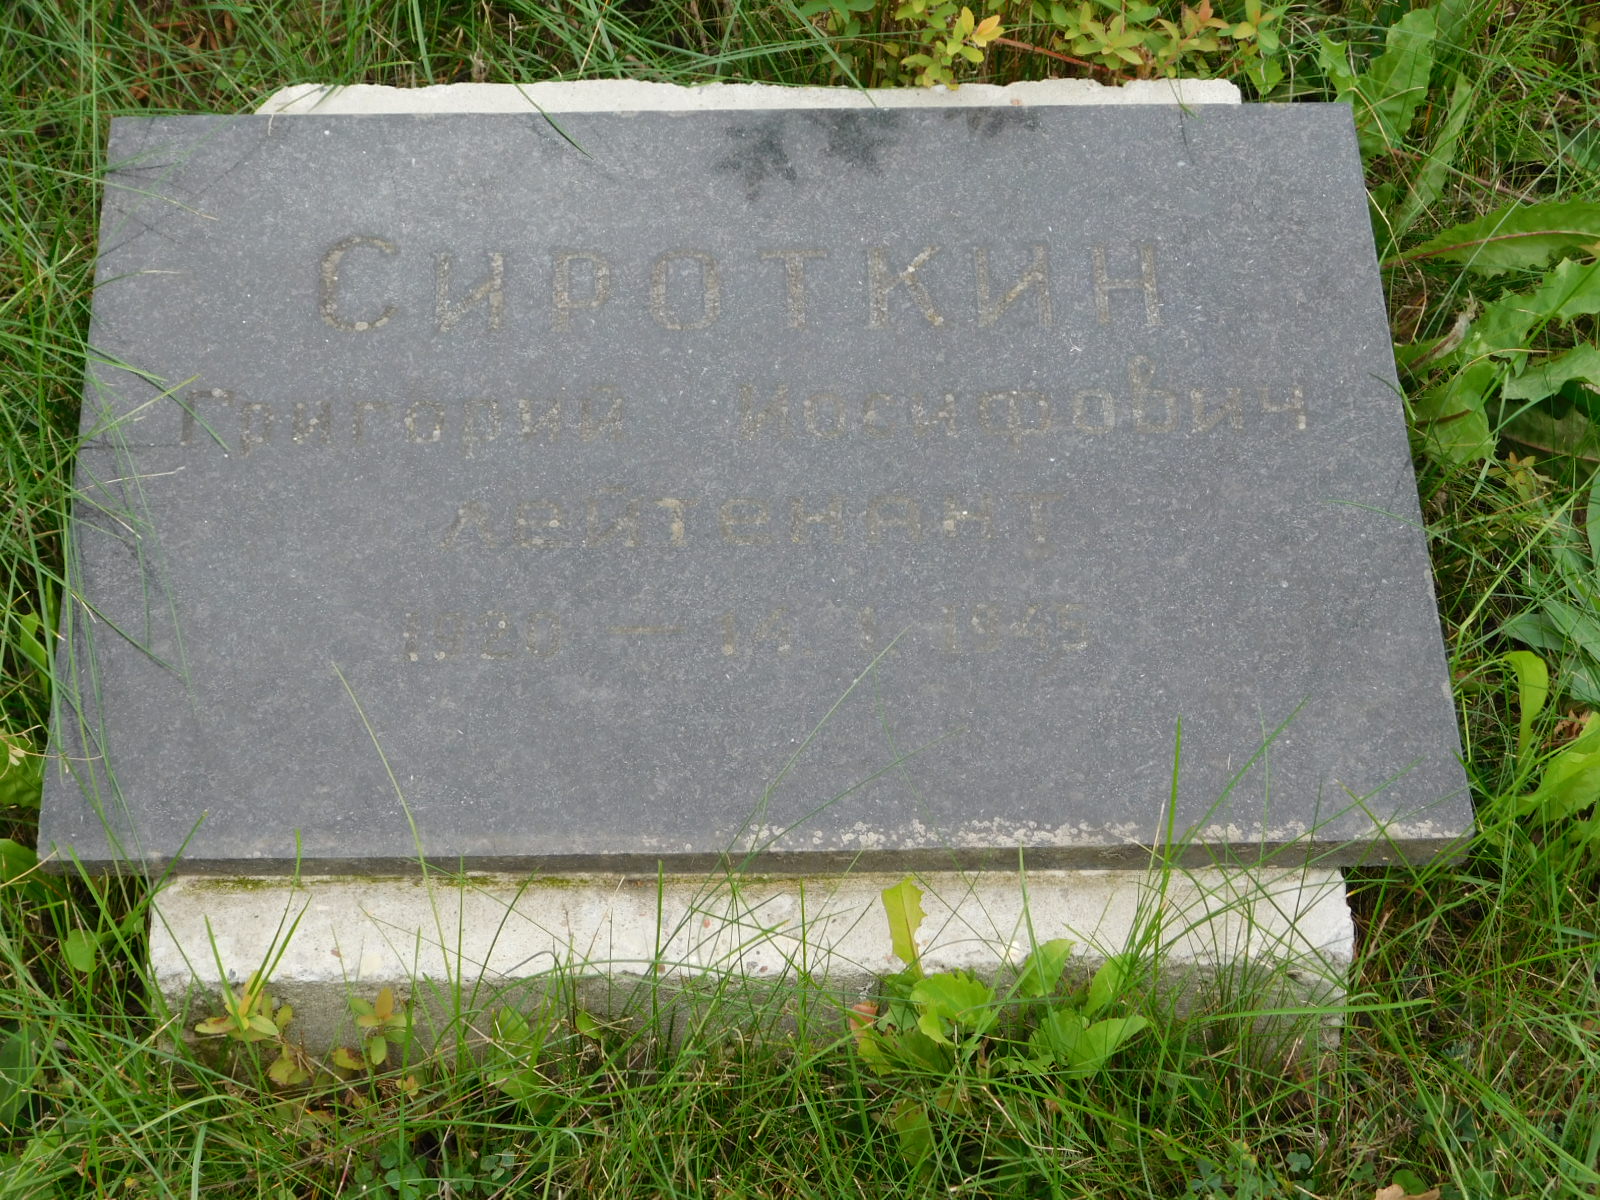 Сироткин
Григорий Иосифович
лейтенант
1920 — 1945